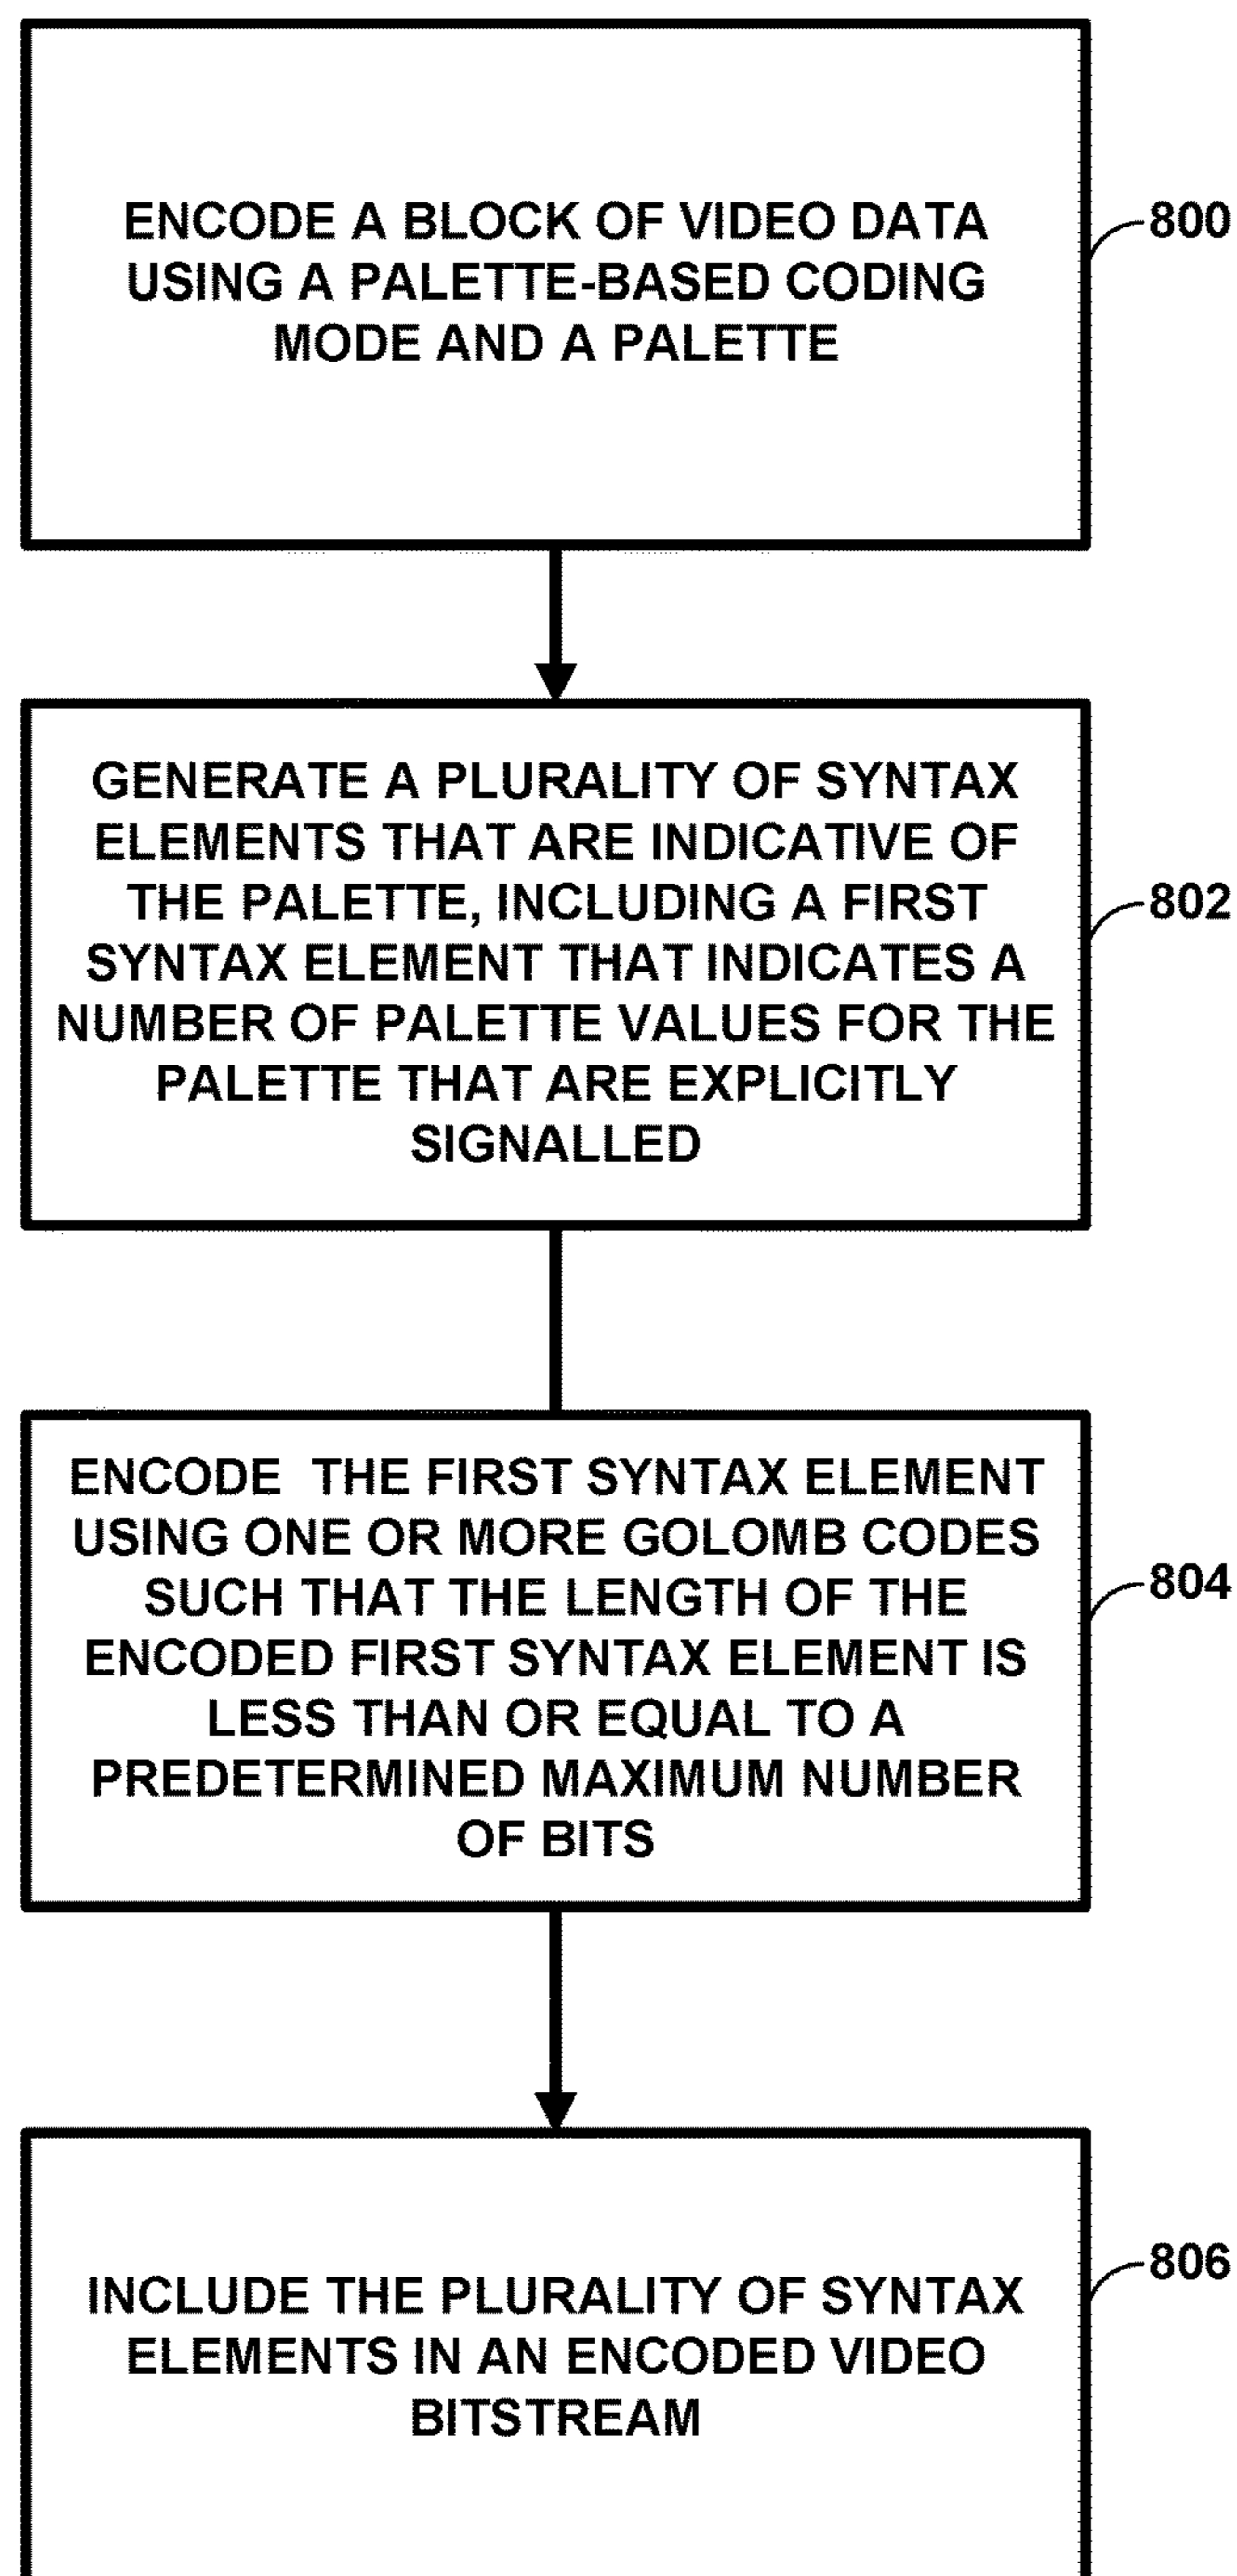 ENCODE A BLOCK OF VIDEO DATA
USING A PALETTE-BASED CODING
MODE AND A PALETTE
800
GENERATE A PLURALITY OF SYNTAX
ELEMENTS THAT ARE INDICATIVE OF
THE PALETTE, INCLUDING A FIRST
SYNTAX ELEMENT THAT INDICATES A
NUMBER OF PALETTE VALUES FOR THE
PALETTE THAT ARE EXPLICITLY
SIGNALLED
802
ENCODE THE FIRST SYNTAX ELEMENT
USING ONE OR MORE GOLOMB CODES
SUCH THAT THE LENGTH OF THE
ENCODED FIRST SYNTAX ELEMENT IS
LESS THAN OR EQUAL TO A
PREDETERMINED MAXIMUM NUMBER
OF BITS
804
INCLUDE THE PLURALITY OF SYNTAX
ELEMENTS IN AN ENCODED VIDEO
BITSTREAM
806